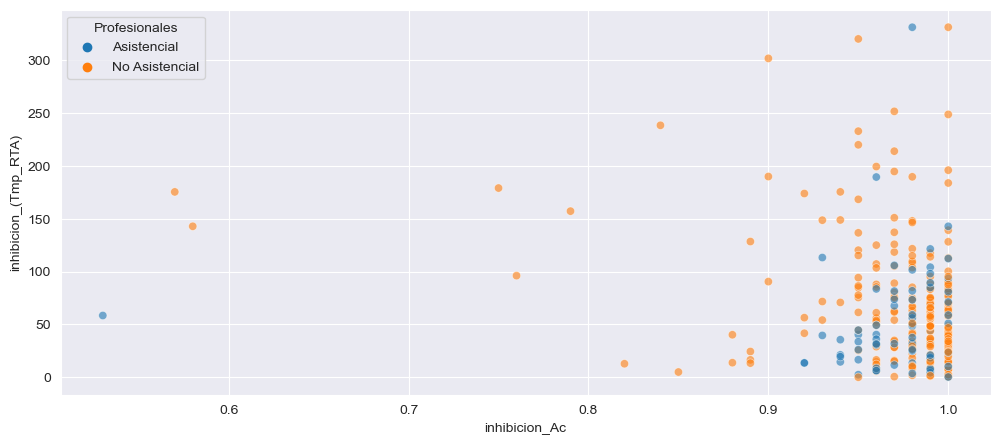 Profesionales
Asistencial
No Asistencial
inhibicion_(Tmp_RTA)
300
250
200
150
100
50
0
0.6
0.7
0.8
0.9
1.0
inhibicion_Ac